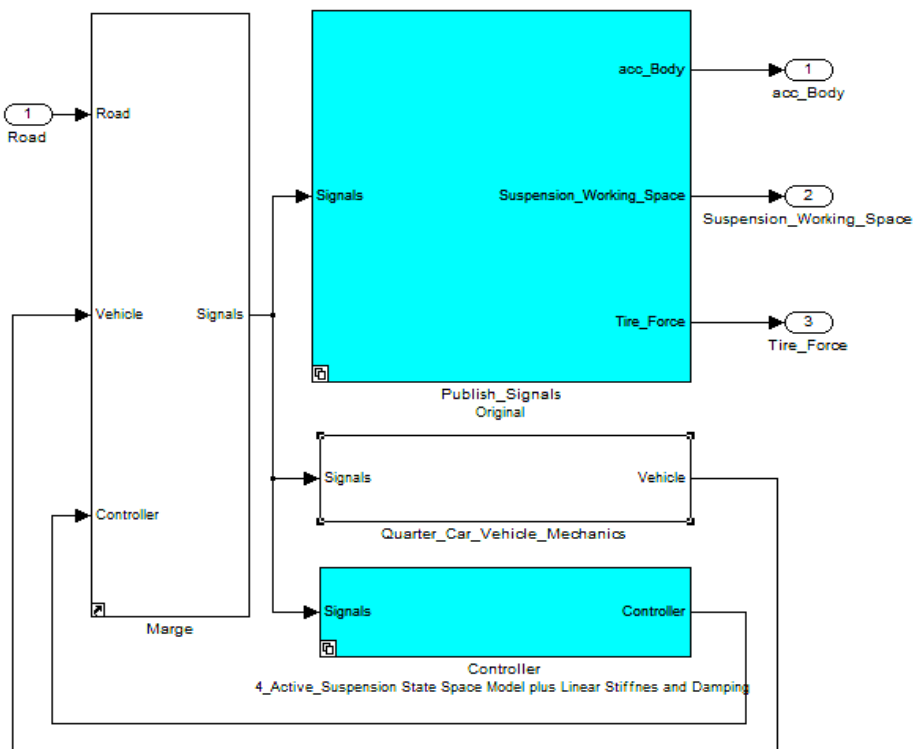 acc_Body
1
acc_Body
1
Road
Road
Signals
Suspension_Working_Space
2
Suspension_Working_Space
Vehicle
Signals
Tire_Force
3
Tire_Force
Publish_Signals
Original
Signals
Vehicle
Quarter_Car_Vehicle_Mechanics
Controller
Signals
Controller
Marge
Controller
4_Active_Suspension State Space Model plus Linear Stiffnes and Damping